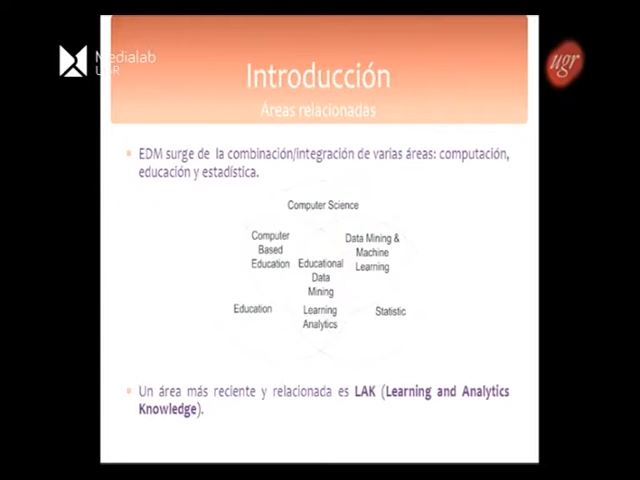 Medialab
UGR
ugr
Introducción
Áreas relacionadas
EDM surge de la combinación/integración de varias áreas: computación,
educación y estadística.
Computer Science
Computer
Based
Education
Data Mining &
Machine
Learning
Educational
Data
Mining
Education
Learning
Analytics
Statistic
Un área más reciente y relacionada es LAK (Learning and Analytics
Knowledge).